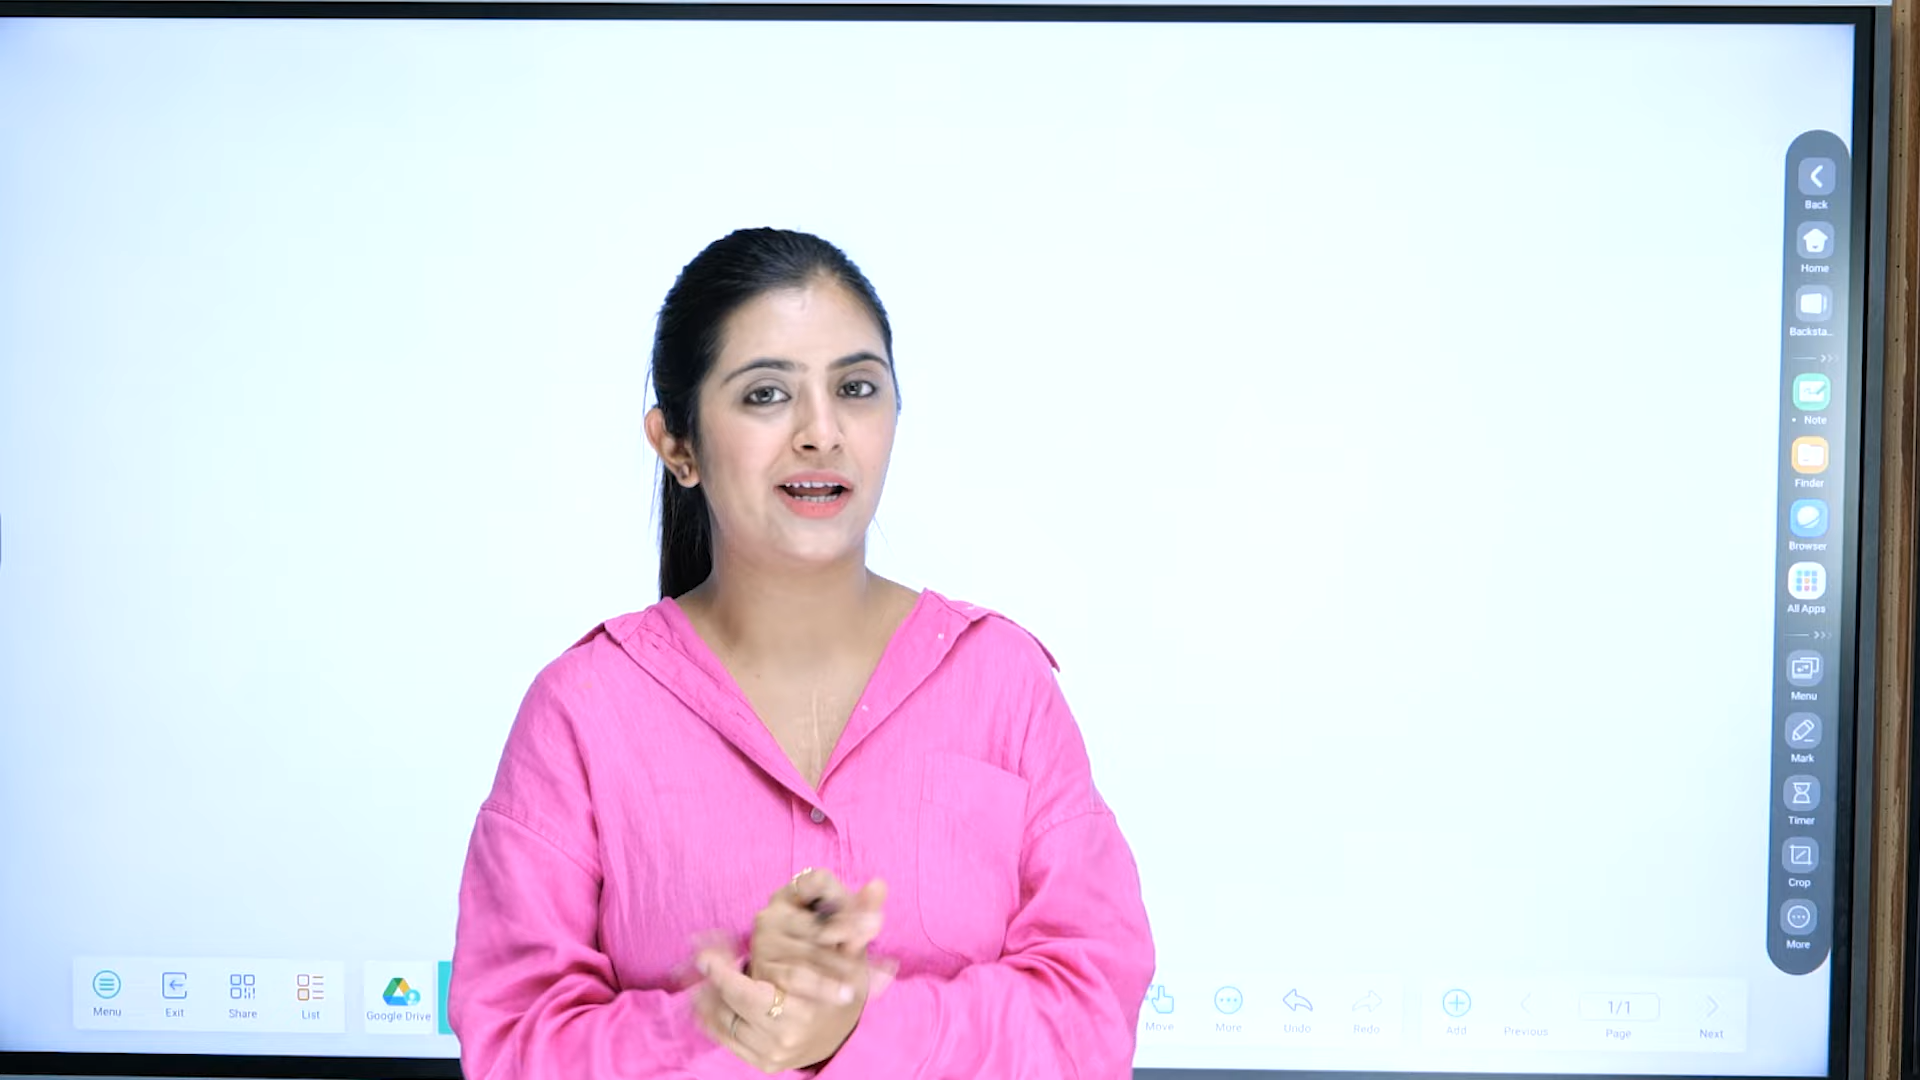 Back
Home
Backsta...
Note
Finder
Browser
All Apps
Menu
Mark
Timer
Crop
More
Menu Exit Share List Google Drive Move More Undo Redo Add Previous 1/1 Page Next